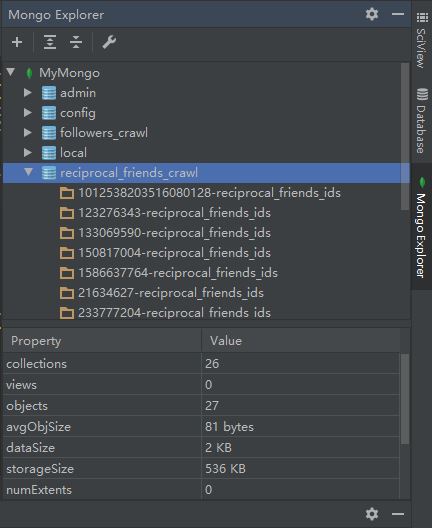 Mongo Explorer
MyMongo
admin
config
followers_crawl
local
reciprocal_friends_crawl
1012538203516080128-reciprocal_friends_ids
123276343-reciprocal_friends_ids
133069590-reciprocal_friends_ids
150817004-reciprocal_friends_ids
1586637764-reciprocal_friends_ids
21634627-reciprocal_friends_ids
233777204-reciprocal_friends_ids
Property Value
collections 26
views 0
objects 27
avgObjSize 81 bytes
dataSize 2 KB
storageSize 536 KB
numExtents 0
SciView
Database
Mongo Explorer